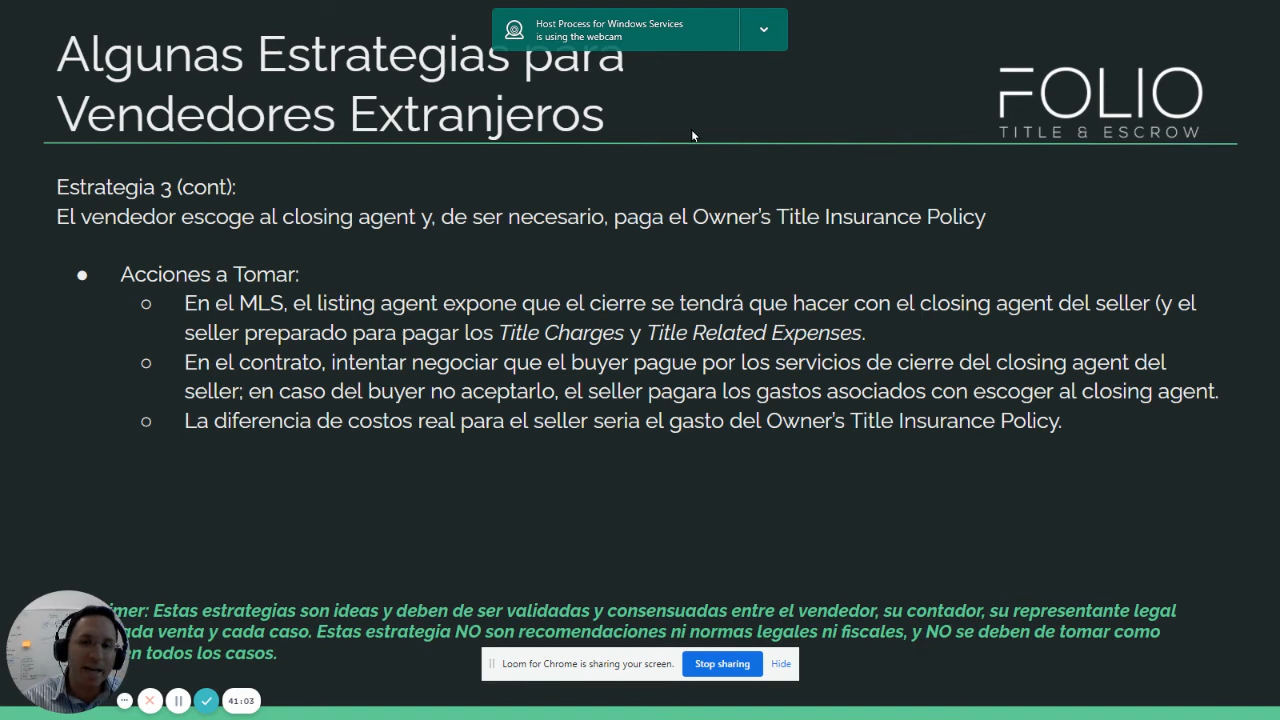 Host Process for Windows Services
is using the webcam
Algunas Estrategias para
Vendedores Extranjeros
FOLIO
TITLE & ESCROW
Estrategia 3 (cont):
El vendedor escoge al closing agent y, de ser necesario, paga el Owner's Title Insurance Policy
● Acciones a Tomar:
○ En el MLS, el listing agent expone que el cierre se tendrá que hacer con el closing agent del seller (y el
seller preparado para pagar los Title Charges y Title Related Expenses.
○ En el contrato, intentar negociar que el buyer pague por los servicios de cierre del closing agent del
seller; en caso del buyer no aceptarlo, el seller pagara los gastos asociados con escoger al closing agent.
○ La diferencia de costos real para el seller seria el gasto del Owner's Title Insurance Policy.
imer: Estas estrategias son ideas y deben de ser validadas y consensuadas entre el vendedor, su contador, su representante legal
ada venta y cada caso. Estas estrategia NO son recomendaciones ni normas legales ni fiscales, y NO se deben de tomar como
en todos los casos.
Loom for Chrome is sharing your screen. Stop sharing Hide
41:03